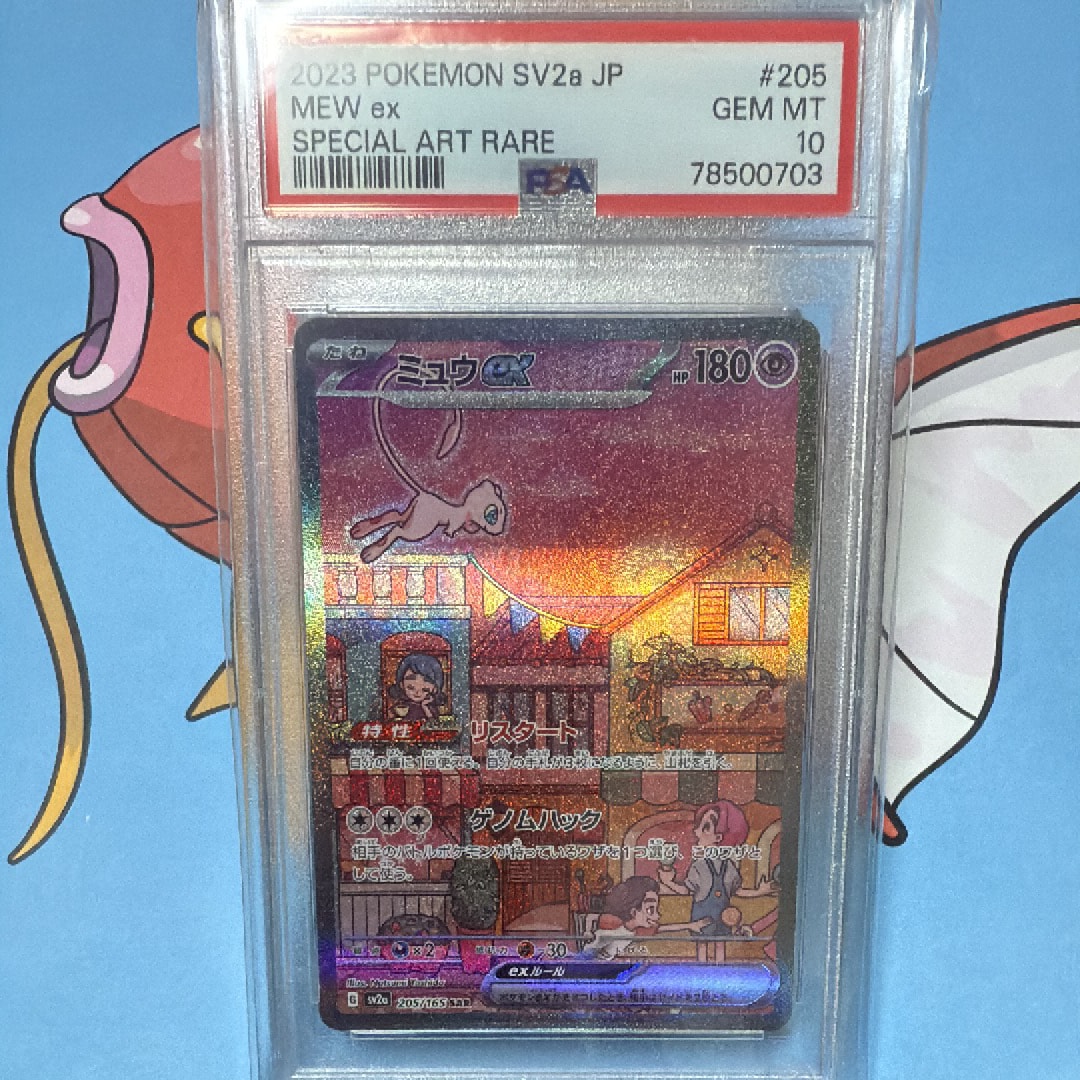 2023 POKEMON SV2a JP #205
MEW ex GEM MT
SPECIAL ART RARE 10
PSA 78500703
たね ミュウex HP 180
特性 リスタート
自分の番に1回使える。自分の手札が3枚になるように、山札を引く。
ゲノムハック
相手のバトルポケモンが持っているワザを1つ選び、このワザと
して使う。
×2 -30
exルール
Illus.
G sv2a 205/165 SAR